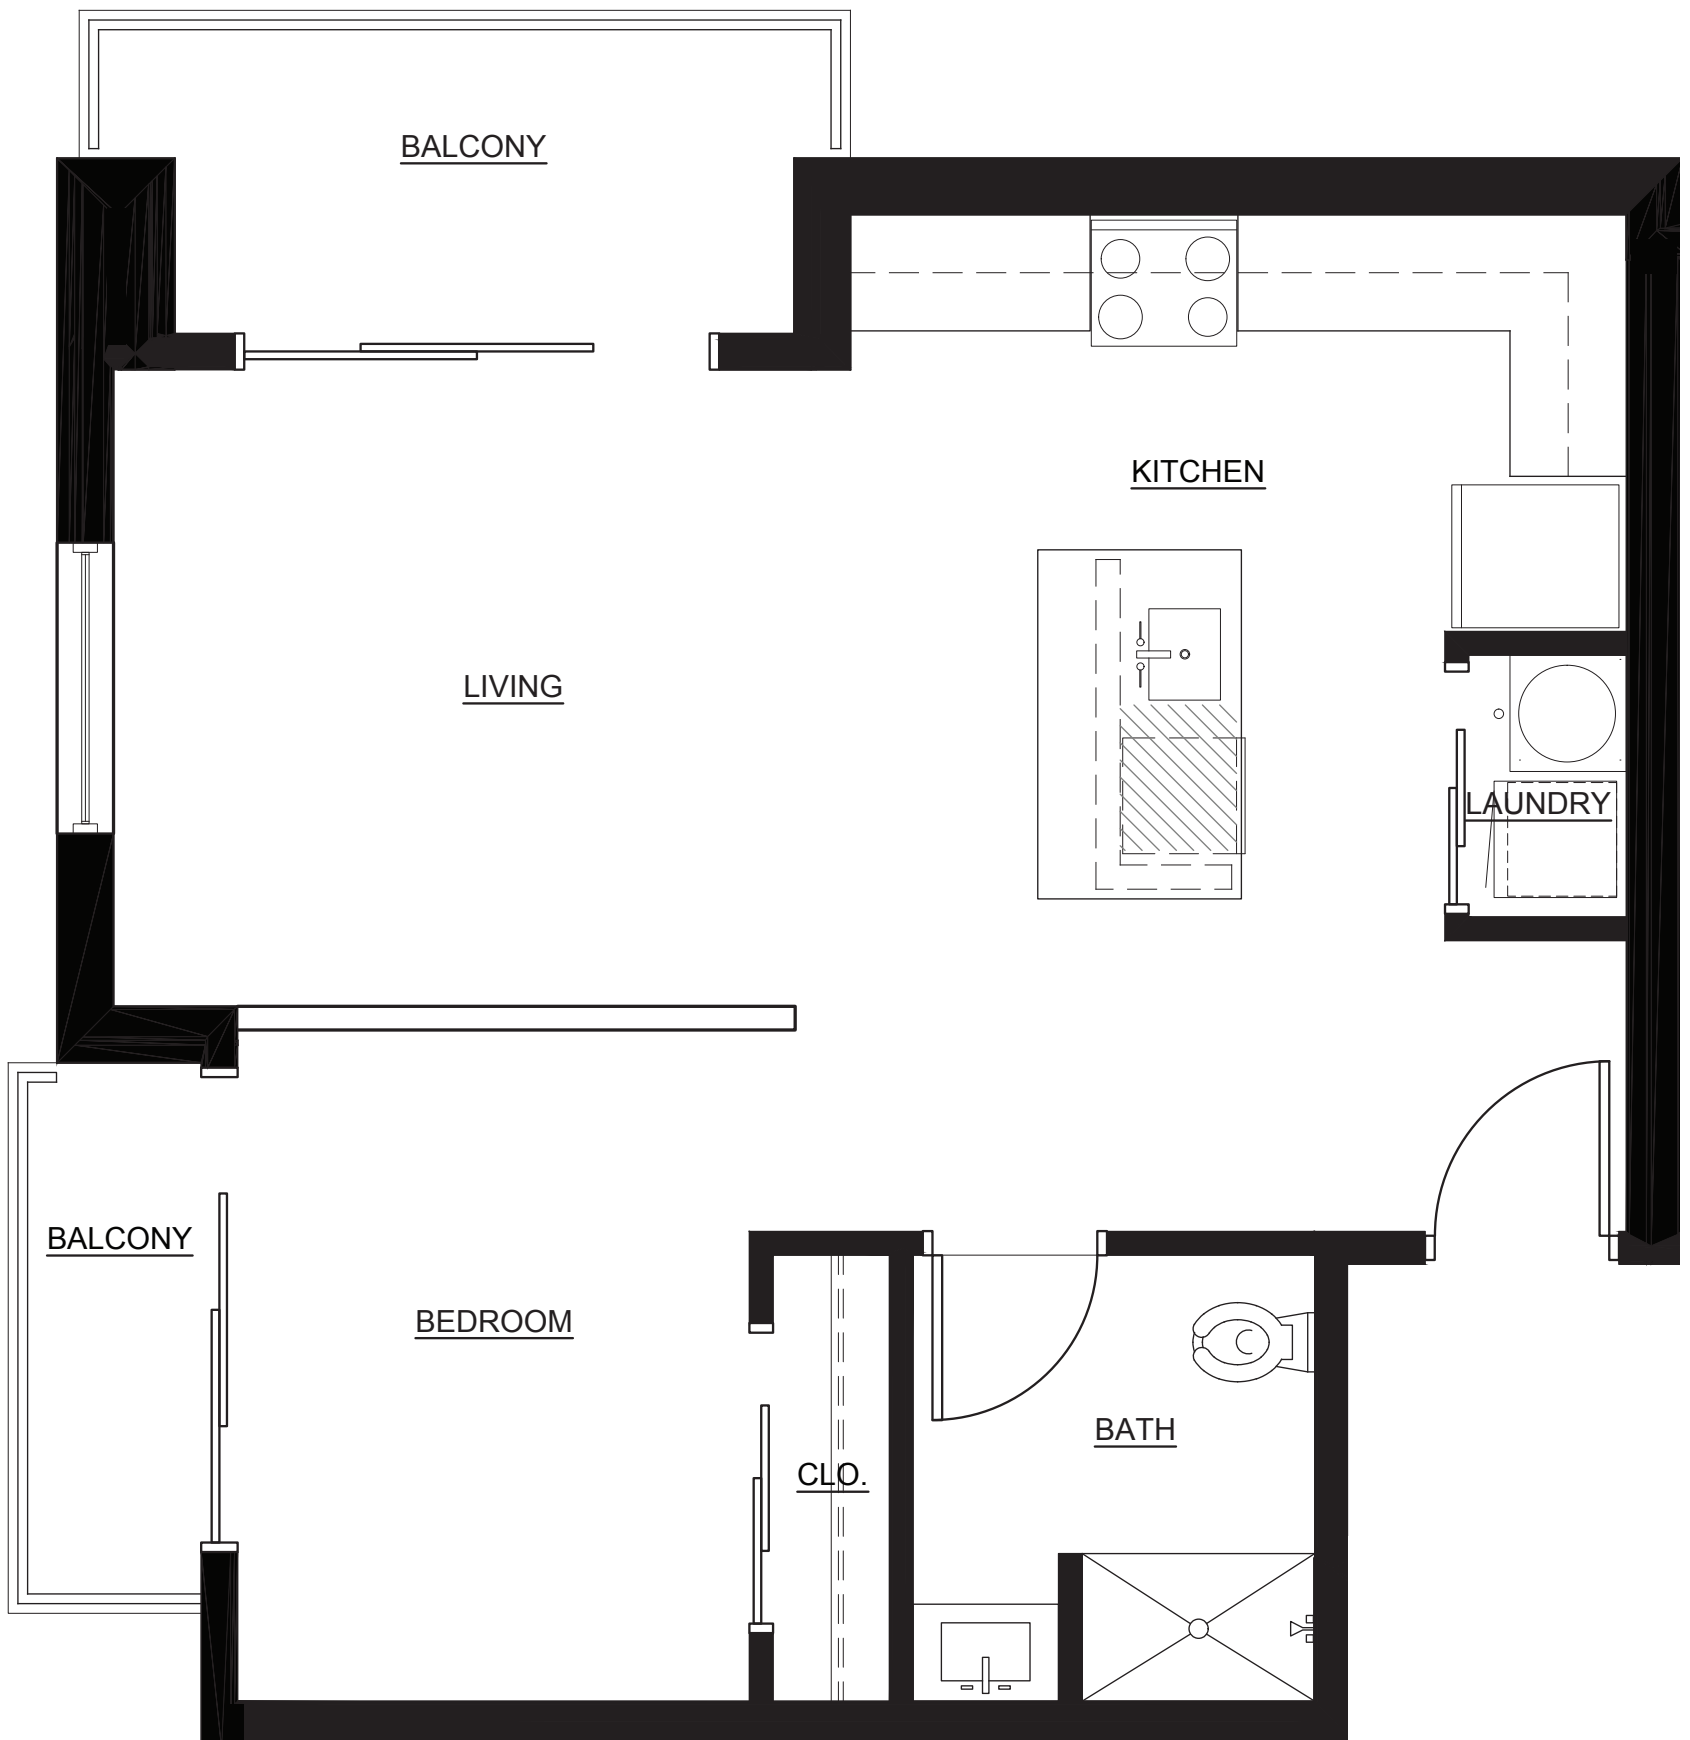 BALCONY
KITCHEN
LIVING
LAUNDRY
BALCONY
BEDROOM
BATH
CLO.